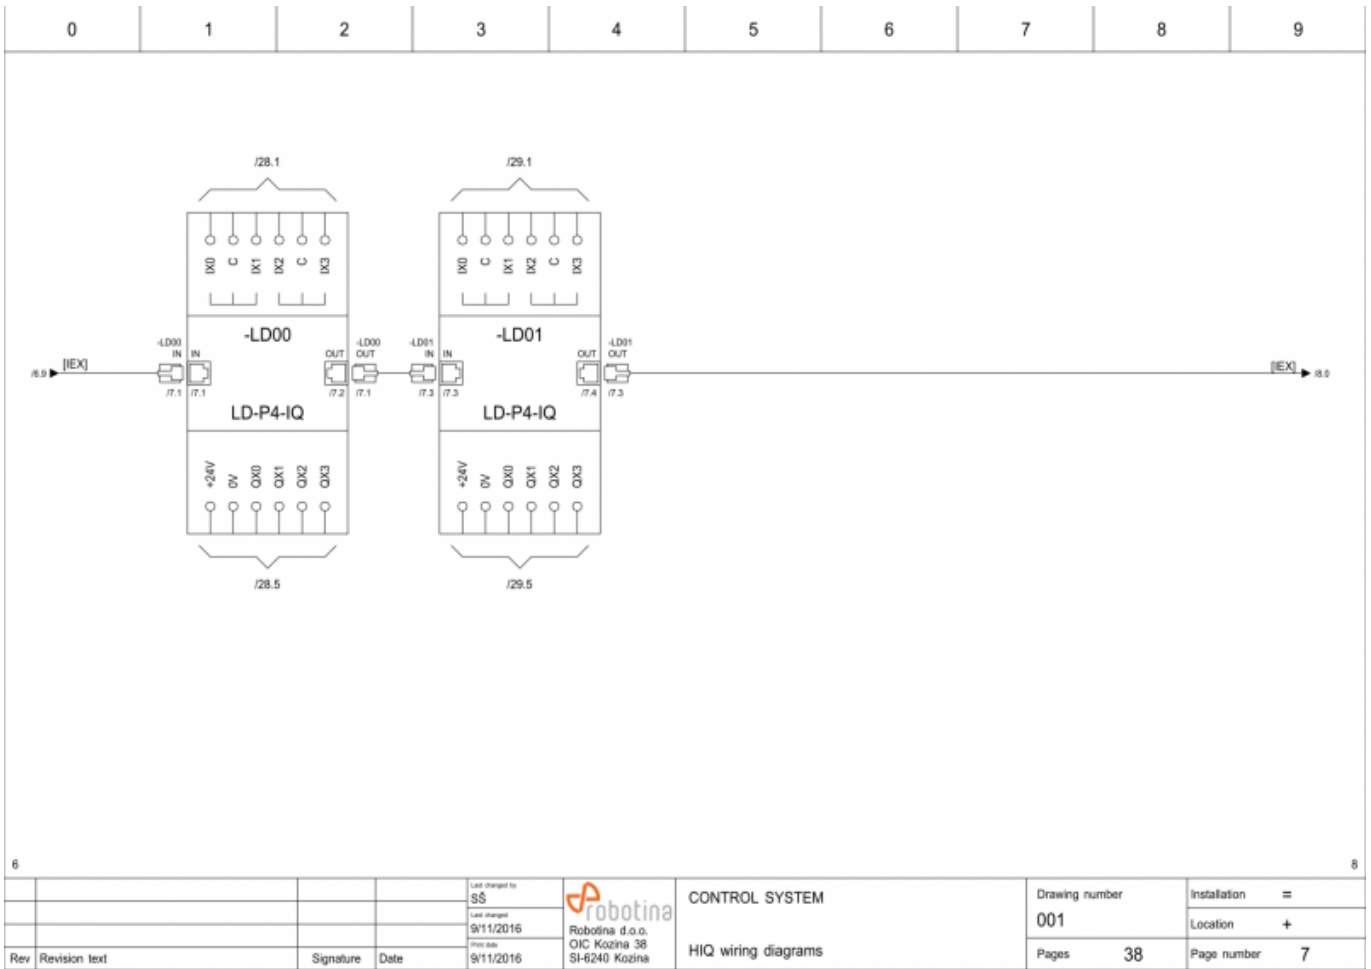 0 1 2 3 4 5 6 7 8 9
/28.1 /29.1
IX0 C IX1 IX2 C IX3 IX0 C IX1 IX2 C IX3
-LD00 -LD01
-LD00 -LD00 -LD01 -LD01
IN IN OUT OUT IN IN OUT OUT
/6.9 [IEX] [IEX] /8.0
/7.1 /7.1 /7.2 /7.1 /7.3 /7.3 /7.4 /7.3
LD-P4-IQ LD-P4-IQ
+24V 0V QX0 QX1 QX2 QX3 +24V 0V QX0 QX1 QX2 QX3
/28.5 /29.5
6 8
Last changed by
SŠ
Last changed
9/11/2016
Print date
9/11/2016
Rev Revision text Signature Date
robotina
Robotina d.o.o.
OIC Kozina 38
SI-6240 Kozina
CONTROL SYSTEM
HIQ wiring diagrams
Drawing number
001
Pages 38
Installation =
Location +
Page number 7